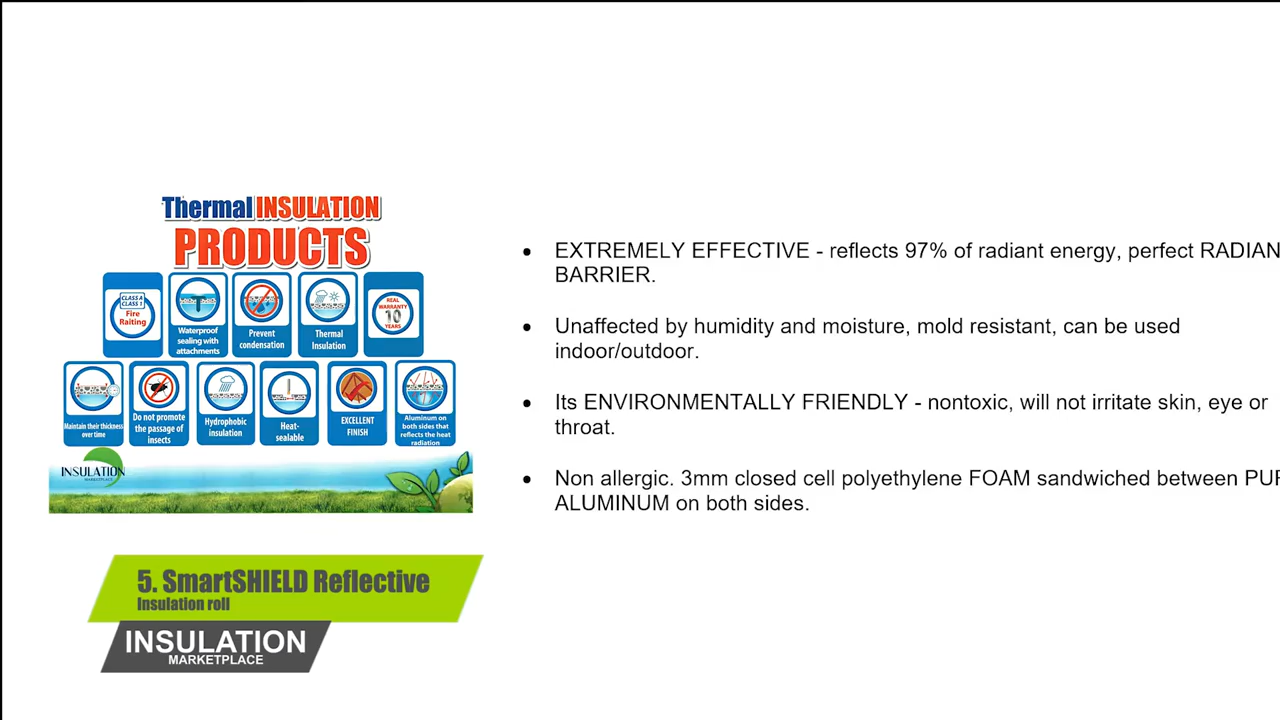 Thermal INSULATION
PRODUCTS
CLASS A
CLASS 1
Fire
Raiting
Waterproof
sealing with
attachments
Prevent
condensation
Thermal
Insulation
REAL
WARRANTY
10
YEARS
Maintain their thickness
over time
Do not promote
the passage of
insects
Hydrophobic
insulation
Heat-
sealable
EXCELLENT
FINISH
Aluminum on
both sides that
reflects the heat
radiation
INSULATION
MARKETPLACE
5. SmartSHIELD Reflective
Insulation roll
INSULATION
MARKETPLACE
• EXTREMELY EFFECTIVE - reflects 97% of radiant energy, perfect RADIAN
BARRIER.
• Unaffected by humidity and moisture, mold resistant, can be used
indoor/outdoor.
• Its ENVIRONMENTALLY FRIENDLY - nontoxic, will not irritate skin, eye or
throat.
• Non allergic. 3mm closed cell polyethylene FOAM sandwiched between PUR
ALUMINUM on both sides.